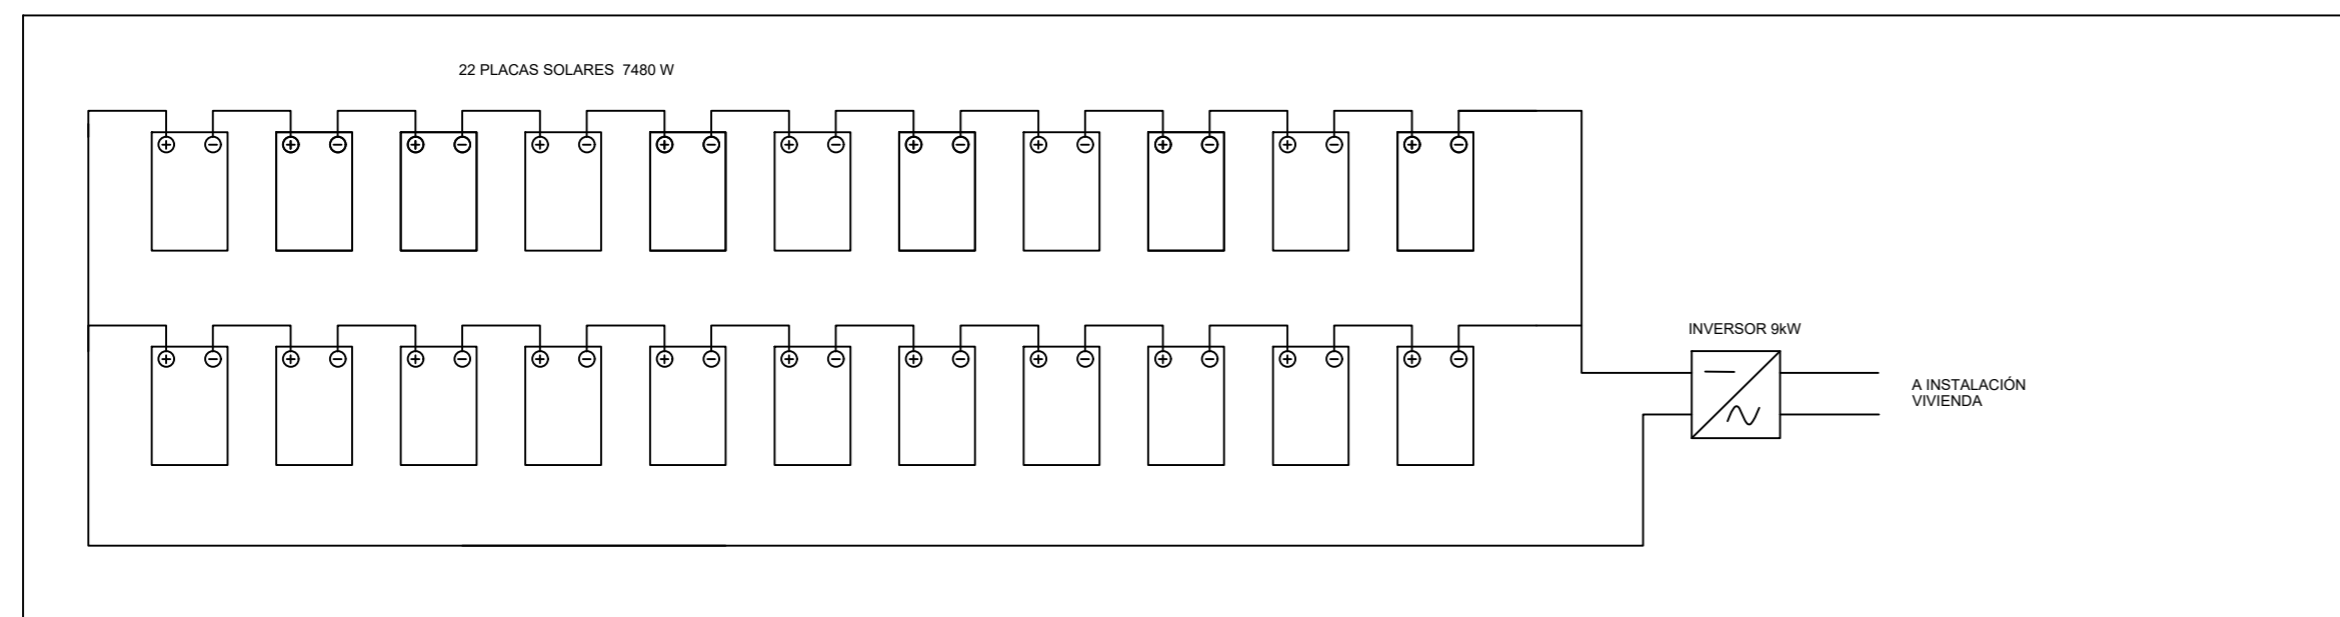 22 PLACAS SOLARES  7480 W
INVERSOR 9kW
A INSTALACIÓN
VIVIENDA